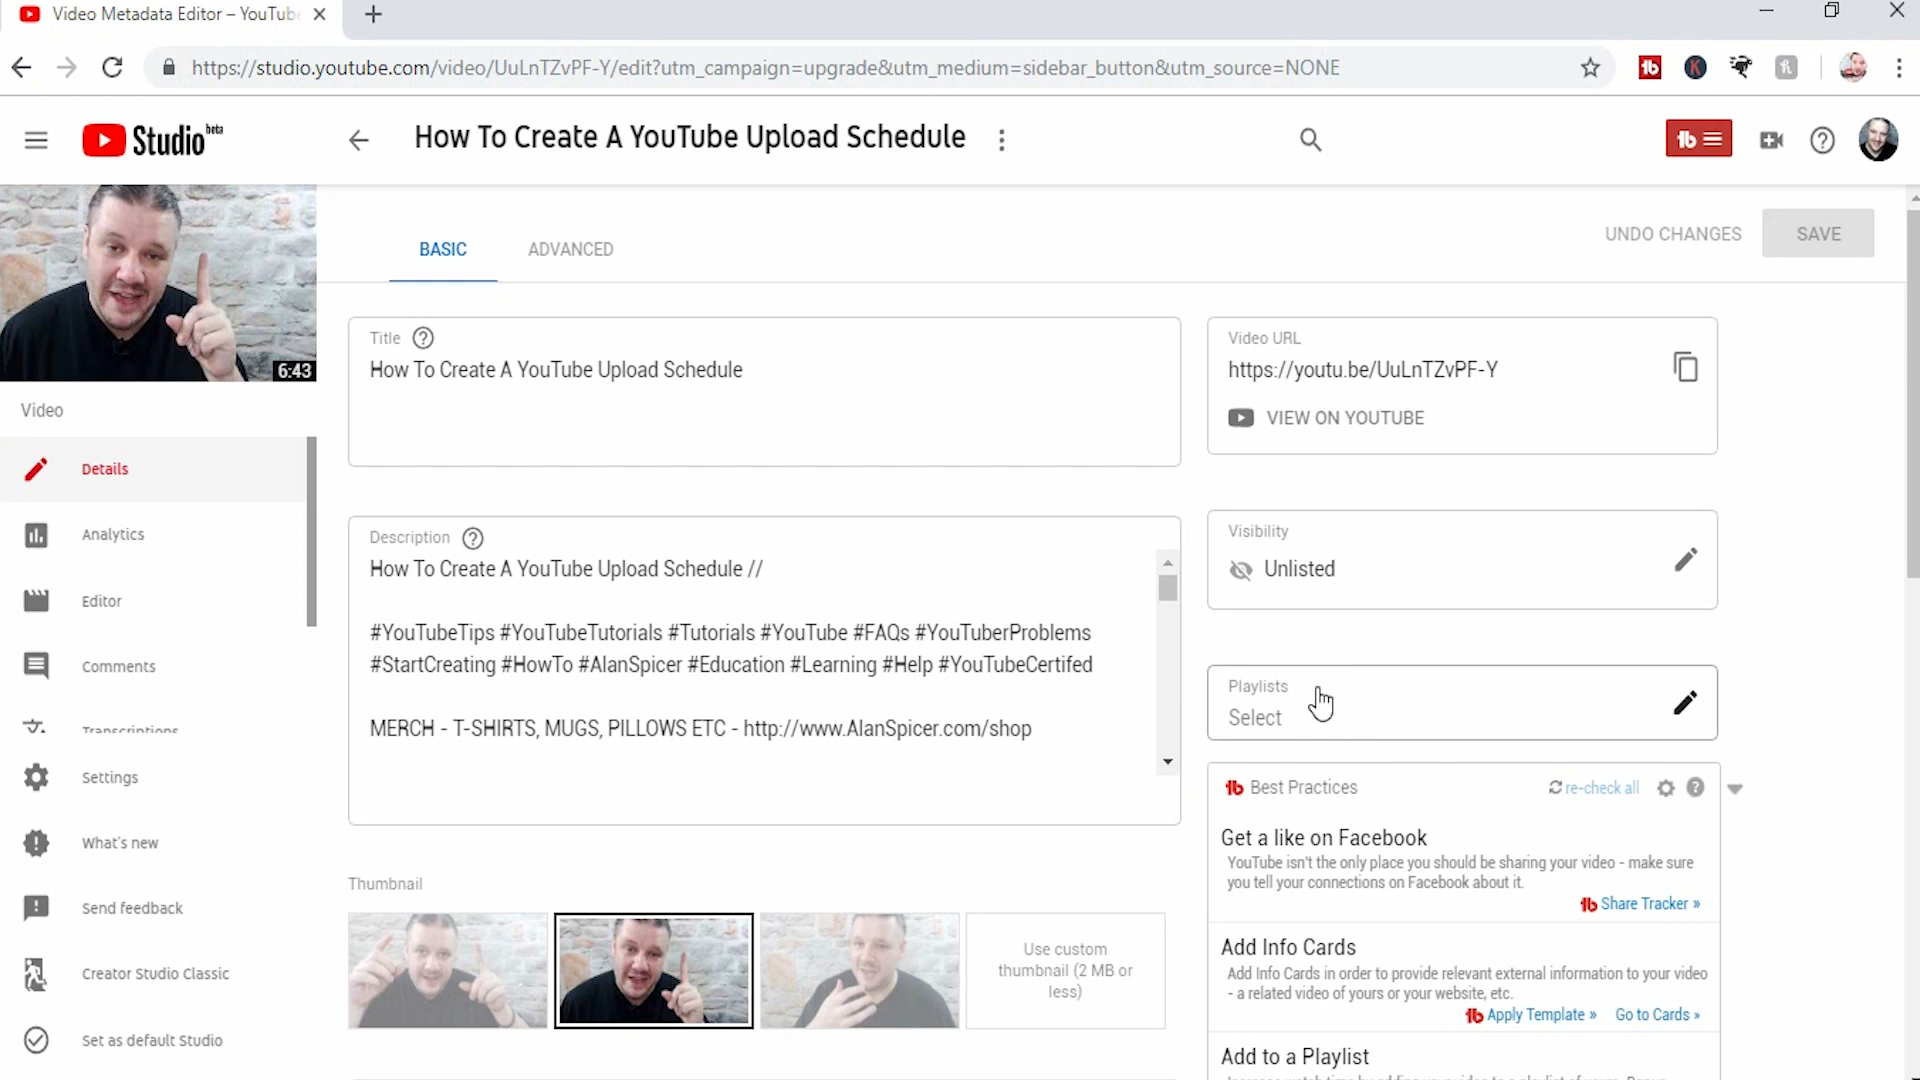 Video Metadata Editor – YouTube
https://studio.youtube.com/video/UuLnTZvPF-Y/edit?utm_campaign=upgrade&utm_medium=sidebar_button&utm_source=NONE
Studio beta
How To Create A YouTube Upload Schedule
6:43
Video
Details
Analytics
Editor
Comments
Transcriptions
Settings
What's new
Send feedback
Creator Studio Classic
Set as default Studio
BASIC
ADVANCED
UNDO CHANGES
SAVE
Title
How To Create A YouTube Upload Schedule
Description
How To Create A YouTube Upload Schedule //
#YouTubeTips #YouTubeTutorials #Tutorials #YouTube #FAQs #YouTuberProblems
#StartCreating #HowTo #AlanSpicer #Education #Learning #Help #YouTubeCertifed
MERCH - T-SHIRTS, MUGS, PILLOWS ETC - http://www.AlanSpicer.com/shop
Thumbnail
Use custom
thumbnail (2 MB or
less)
Video URL
https://youtu.be/UuLnTZvPF-Y
VIEW ON YOUTUBE
Visibility
Unlisted
Playlists
Select
Best Practices
re-check all
Get a like on Facebook
YouTube isn't the only place you should be sharing your video - make sure
you tell your connections on Facebook about it.
Share Tracker »
Add Info Cards
Add Info Cards in order to provide relevant external information to your video
- a related video of yours or your website, etc.
Apply Template » Go to Cards »
Add to a Playlist